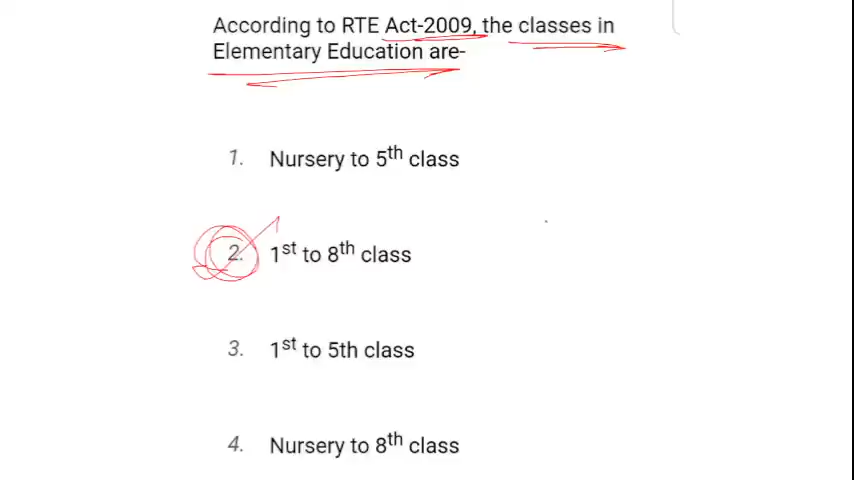 According to RTE Act-2009, the classes in
Elementary Education are-
1. Nursery to 5th class
2. 1st to 8th class
3. 1st to 5th class
4. Nursery to 8th class